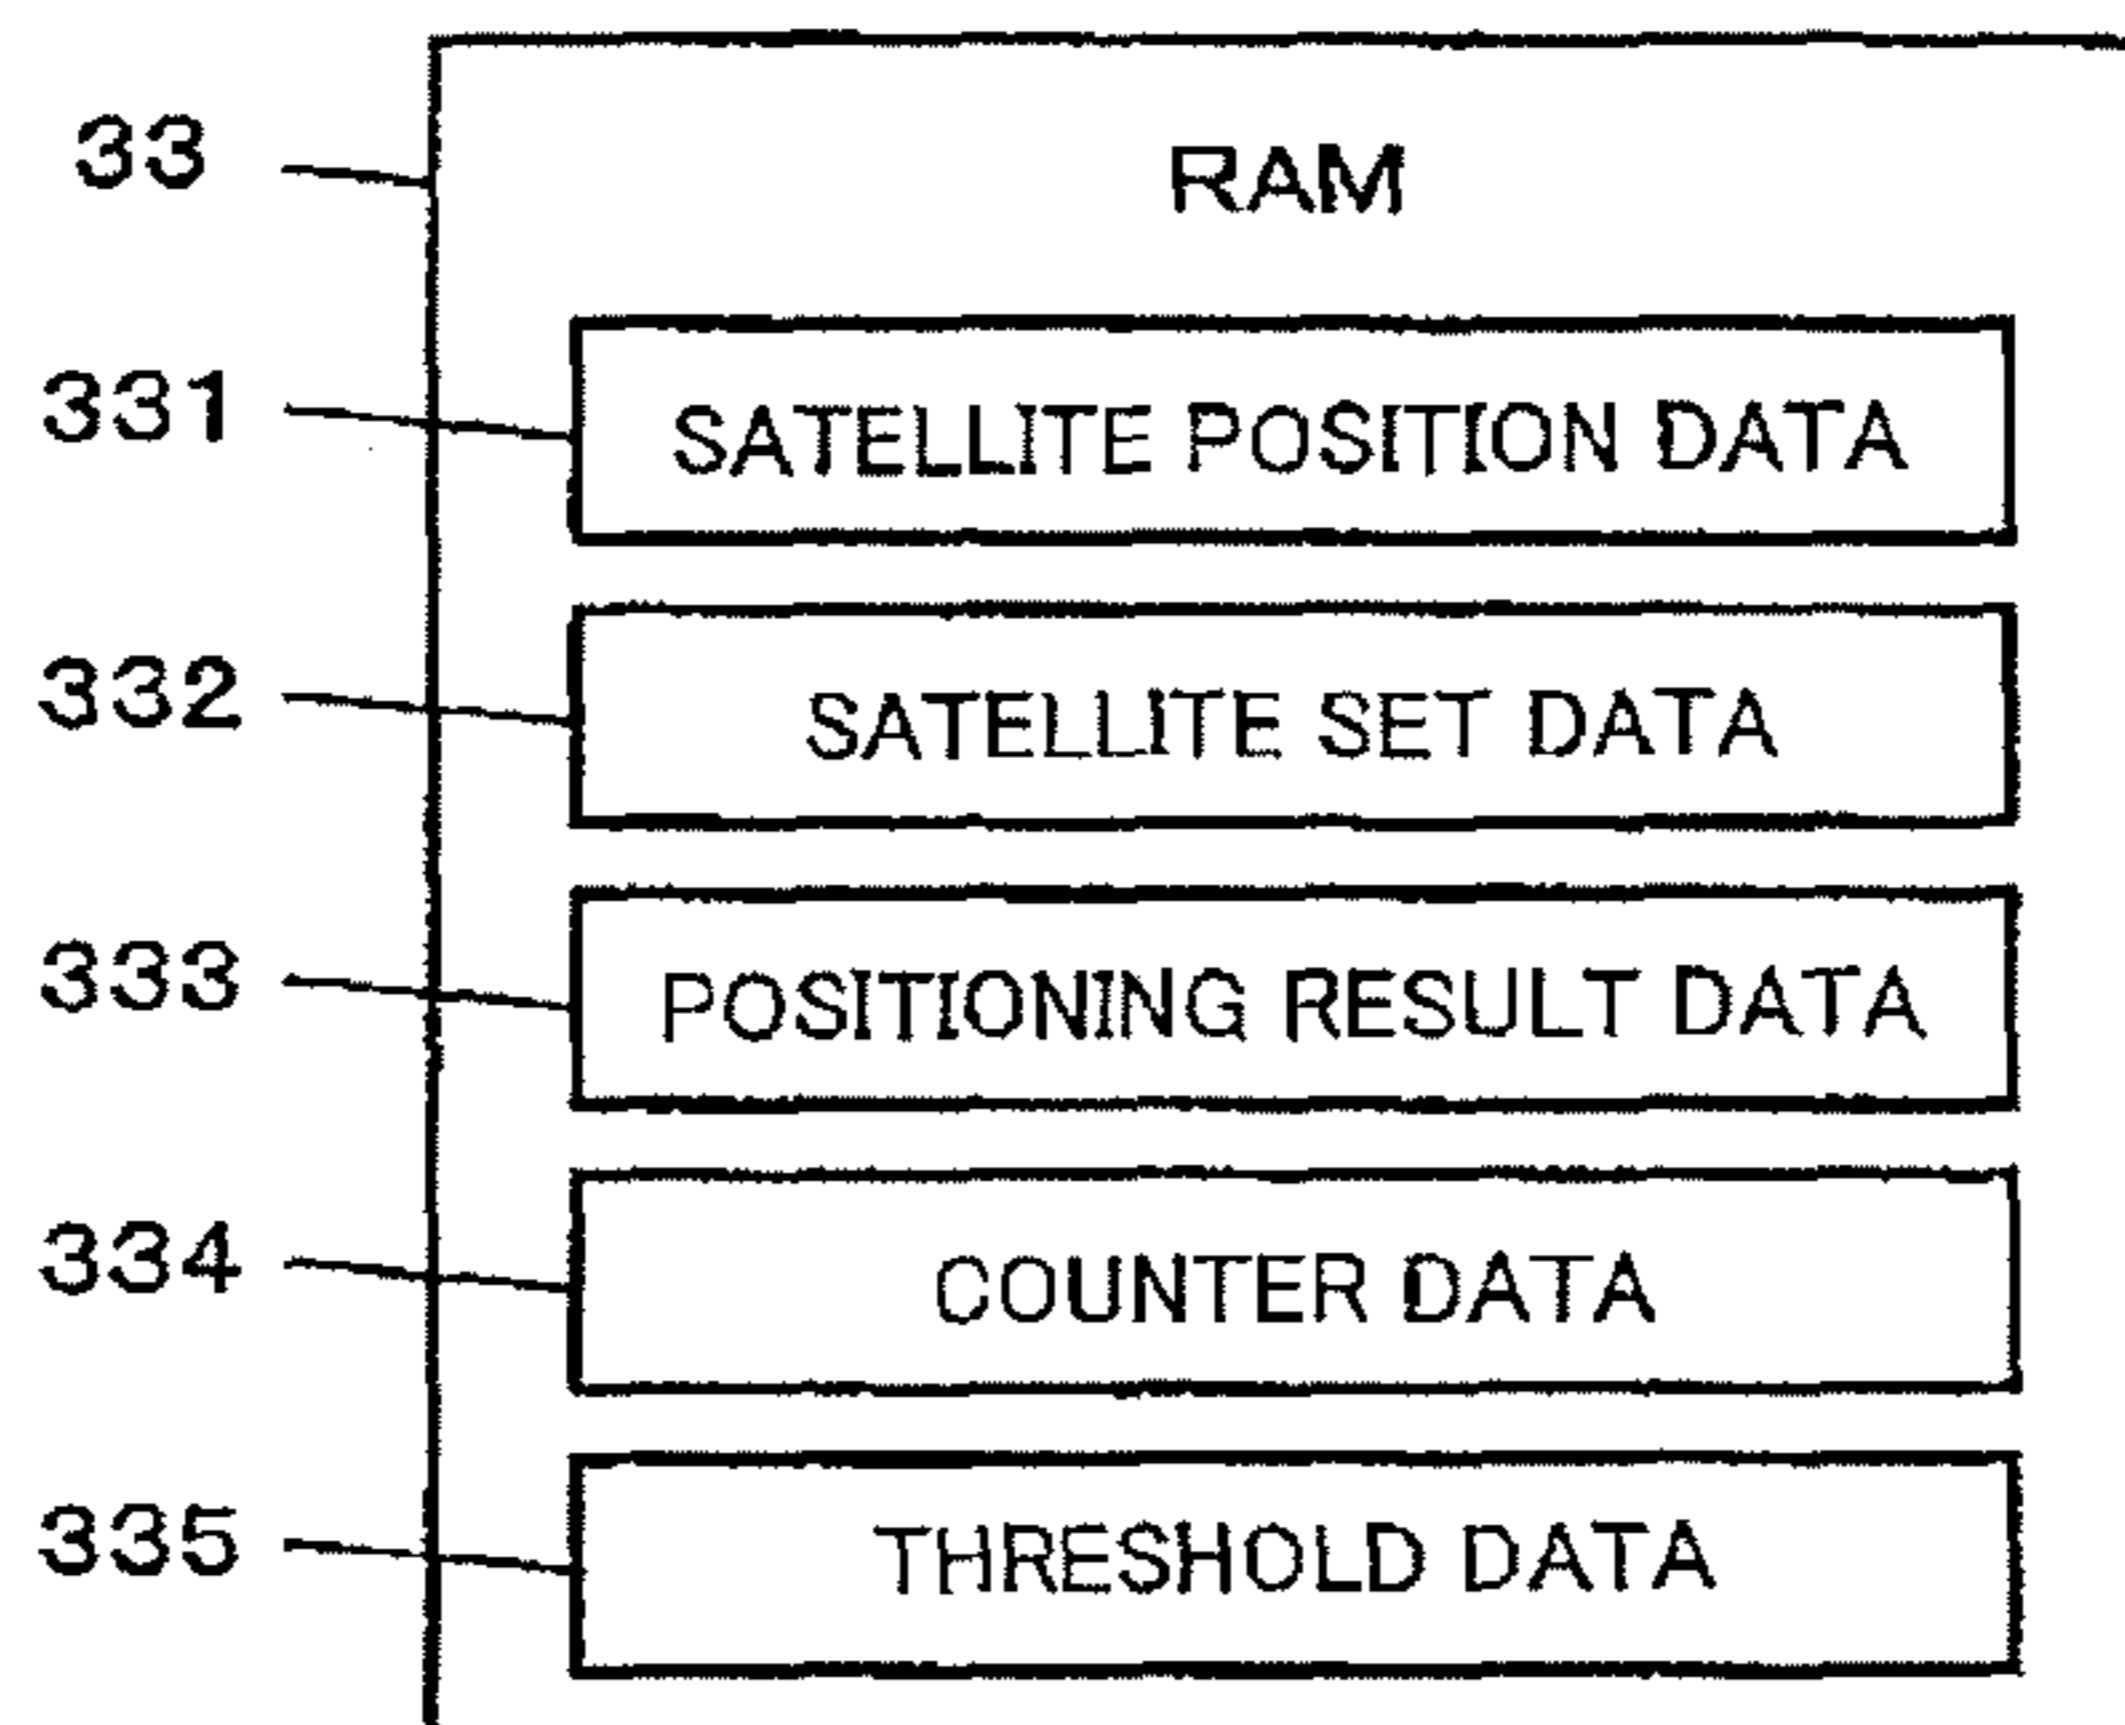 33 RAM
331 SATELLITE POSITION DATA
332 SATELLITE SET DATA
333 POSITIONING RESULT DATA
334 COUNTER DATA
335 THRESHOLD DATA